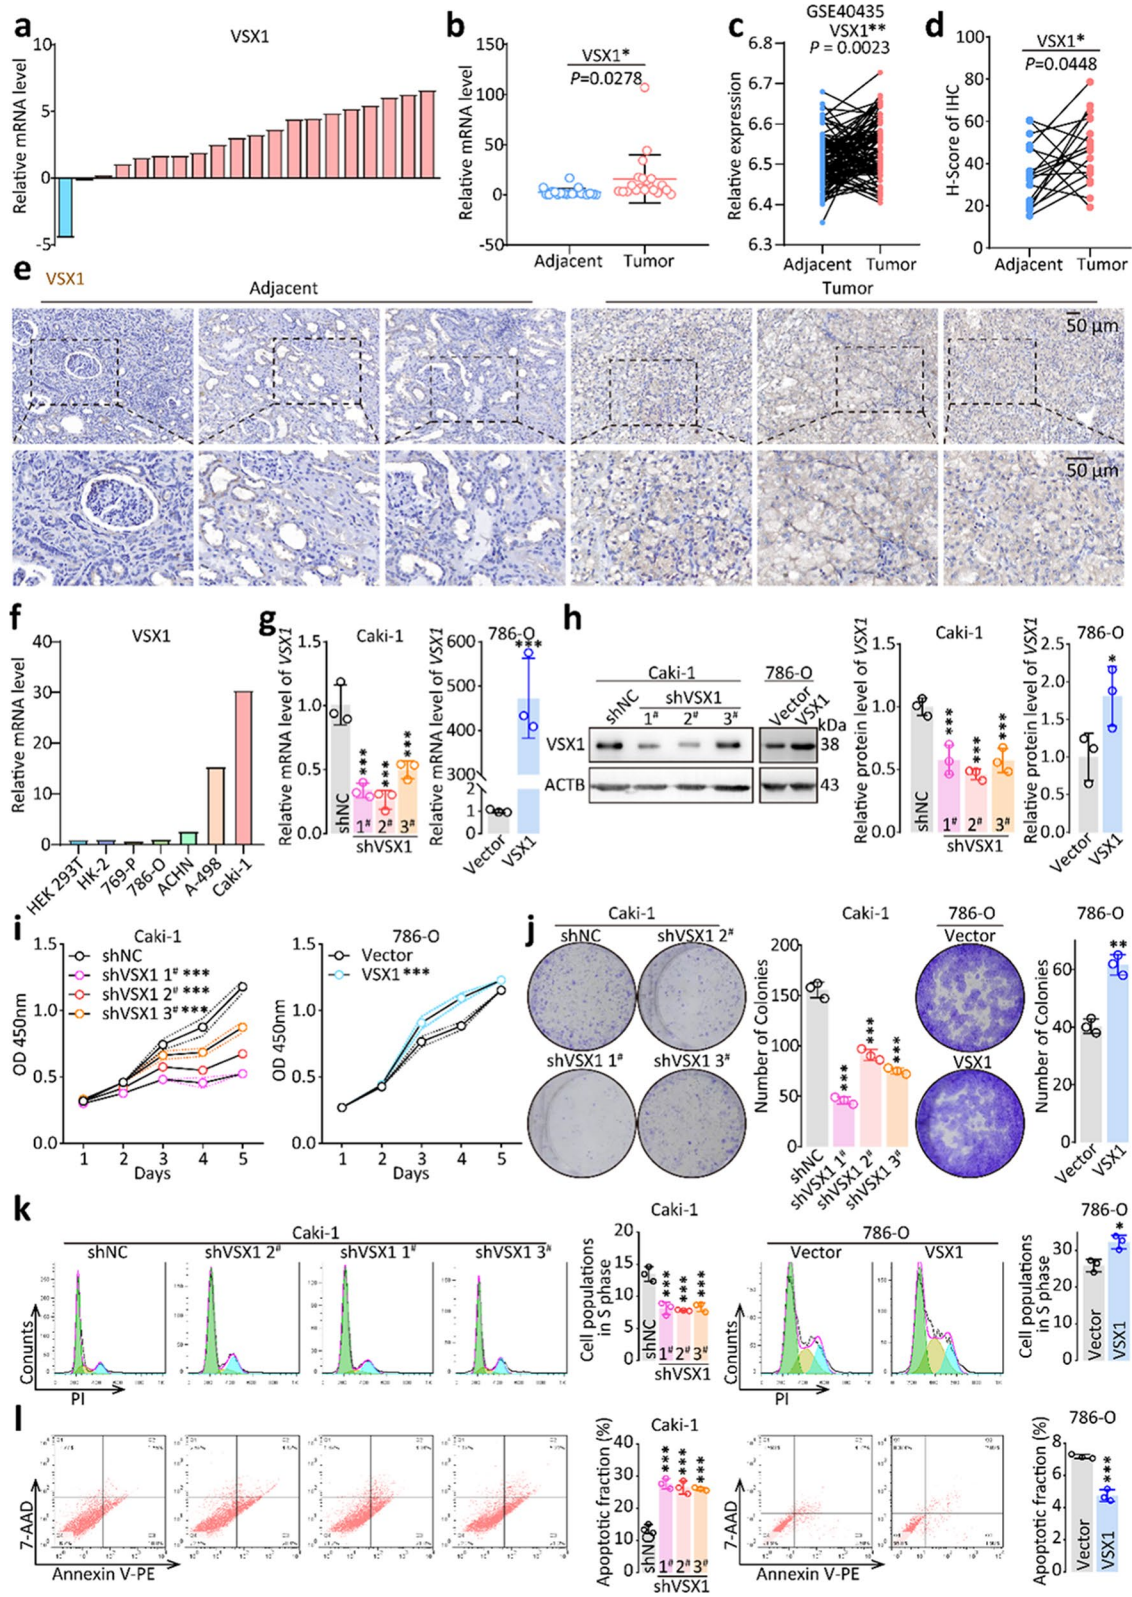 a
VSX1
Relative mRNA level
10
5
0
-5
b
VSX1*
P=0.0278
Relative mRNA level
150
100
50
0
-50
Adjacent Tumor
c
GSE40435
VSX1**
P = 0.0023
Relative expression
6.8
6.7
6.6
6.5
6.4
6.3
Adjacent Tumor
d
VSX1*
P=0.0448
H-Score of IHC
100
80
60
40
20
0
Adjacent Tumor
e
VSX1
Adjacent
Tumor
50 μm
50 μm
f
VSX1
Relative mRNA level
40
30
20
10
0
HEK 293T
HK-2
769-P
786-O
ACHN
A-498
Caki-1
g
Caki-1
Relative mRNA level of VSX1
1.5
1.0
0.5
0.0
***
***
***
shNC
1# 2# 3#
shVSX1
786-O
Relative mRNA level of VSX1
600
500
400
300
2
1
0
***
Vector
VSX1
h
Caki-1
786-O
shNC
shVSX1
1# 2# 3#
Vector
VSX1
kDa
VSX1
38
ACTB
43
Caki-1
Relative protein level of VSX1
1.5
1.0
0.5
0.0
***
***
***
shNC
1# 2# 3#
shVSX1
786-O
Relative protein level of VSX1
2.5
2.0
1.5
1.0
0.5
0.0
*
Vector
VSX1
i
Caki-1
OD 450nm
1.5
1.0
0.5
0.0
shNC
shVSX1 1# ***
shVSX1 2# ***
shVSX1 3# ***
1 2 3 4 5
Days
786-O
OD 450nm
1.5
1.0
0.5
0.0
Vector
VSX1 ***
1 2 3 4 5
Days
j
Caki-1
shNC
shVSX1 2#
shVSX1 1#
shVSX1 3#
Caki-1
Number of Colonies
200
150
100
50
0
***
***
***
shNC
shVSX1 1#
shVSX1 2#
shVSX1 3#
786-O
Vector
VSX1
786-O
Number of Colonies
60
40
20
0
**
Vector
VSX1
k
Caki-1
shNC
shVSX1 2#
shVSX1 1#
shVSX1 3#
Counts
PI
Caki-1
Cell populations
in S phase
20
15
10
5
0
***
***
***
shNC
1# 2# 3#
shVSX1
786-O
Vector
VSX1
Counts
PI
786-O
Cell populations
in S phase
30
20
10
0
*
Vector
VSX1
l
7-AAD
Annexin V-PE
Caki-1
Apoptotic fraction (%)
40
30
20
10
0
***
***
***
shNC
1# 2# 3#
shVSX1
7-AAD
Annexin V-PE
786-O
Apoptotic fraction (%)
8
6
4
2
0
***
Vector
VSX1